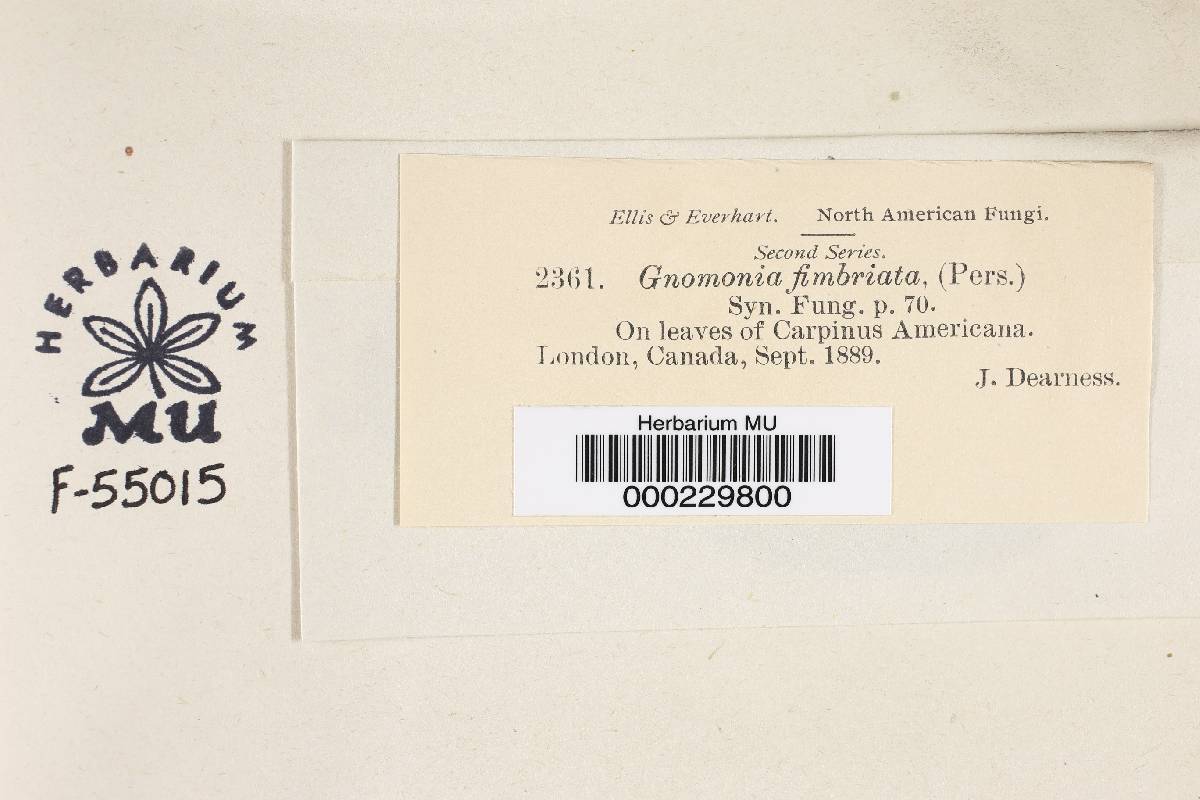 HERBARIUM
MU
F-55015
Ellis & Everhart. North American Fungi.
Second Series.
2361. Gnomonia fimbriata, (Pers.)
Syn. Fung. p. 70.
On leaves of Carpinus Americana.
London, Canada, Sept. 1889.
J. Dearness.
Herbarium MU
000229800